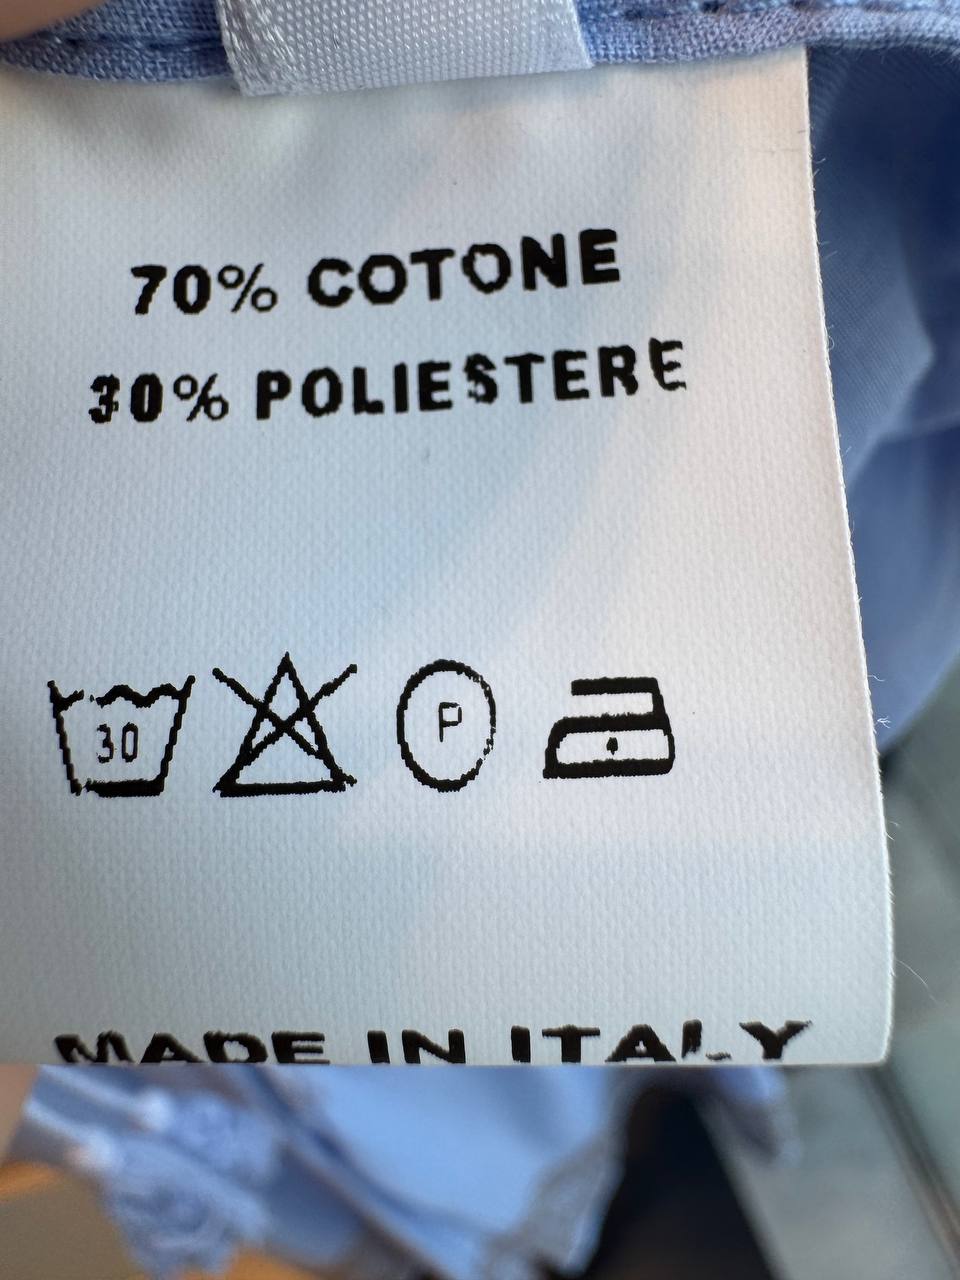 70% COTONE
30% POLIESTERE
30
P
MADE IN ITALY